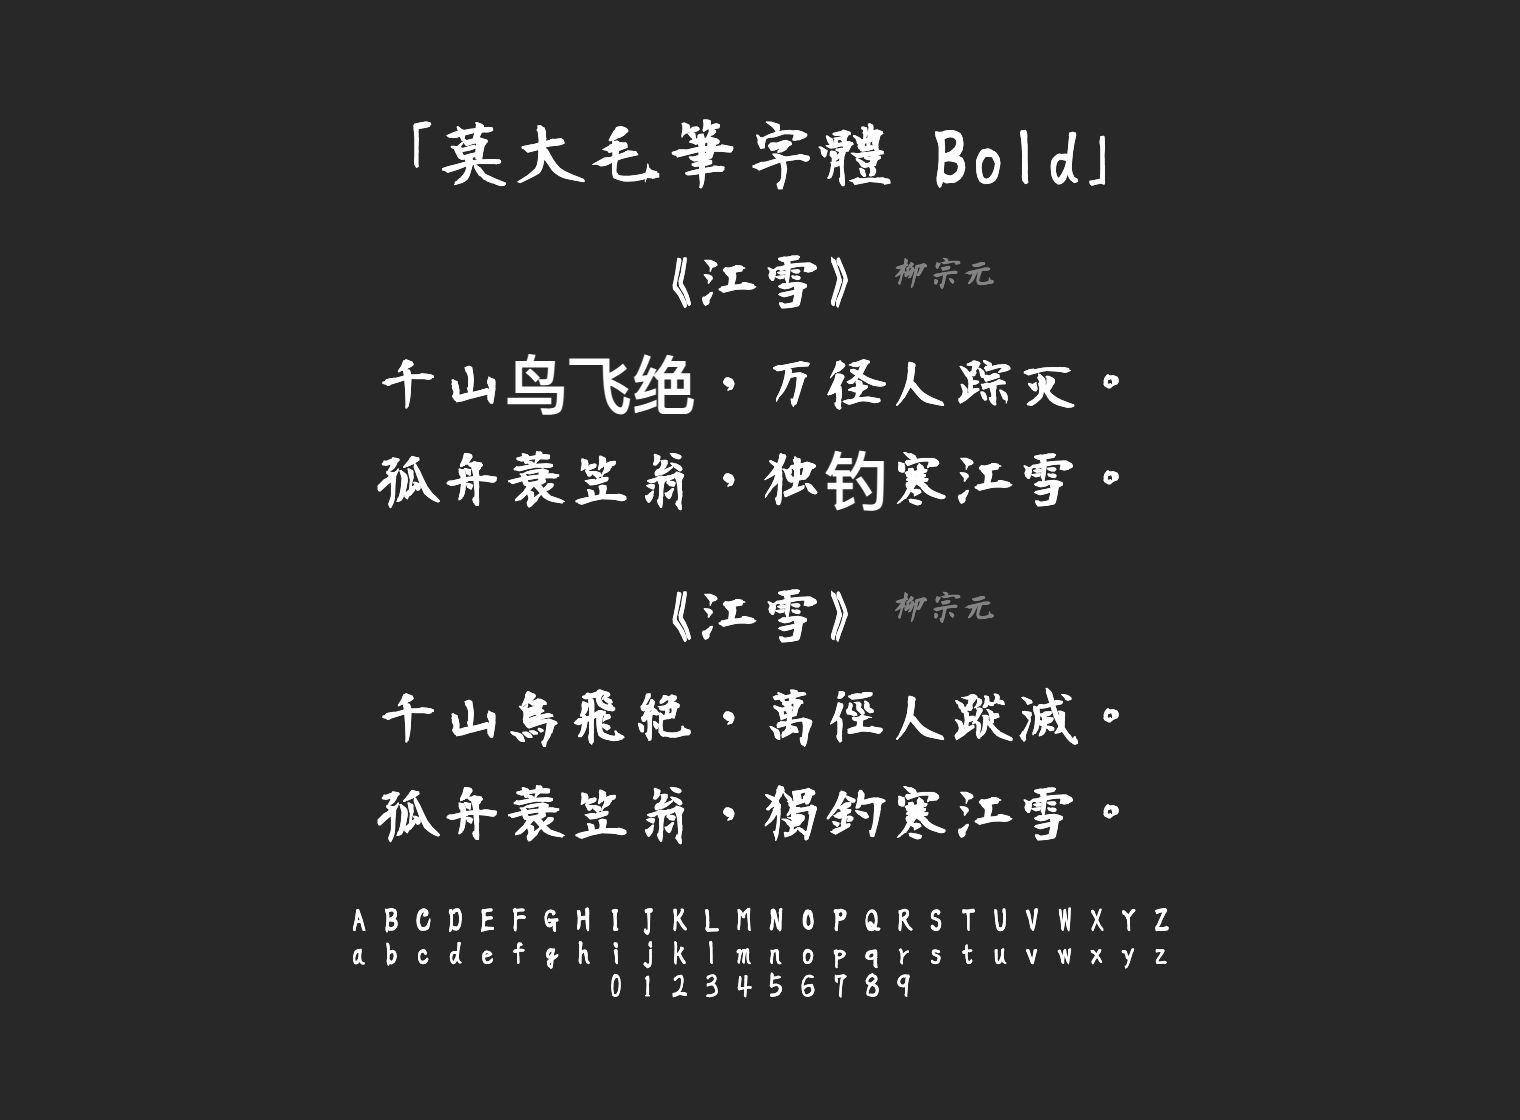 「莫大毛筆字體 Bold」
《江雪》 柳宗元
千山鸟飞绝，万径人踪灭。
孤舟蓑笠翁，独钓寒江雪。
《江雪》 柳宗元
千山鳥飛絕，萬徑人蹤滅。
孤舟蓑笠翁，獨釣寒江雪。
A B C D E F G H I J K L M N O P Q R S T U V W X Y Z
a b c d e f g h i j k l m n o p q r s t u v w x y z
0 1 2 3 4 5 6 7 8 9